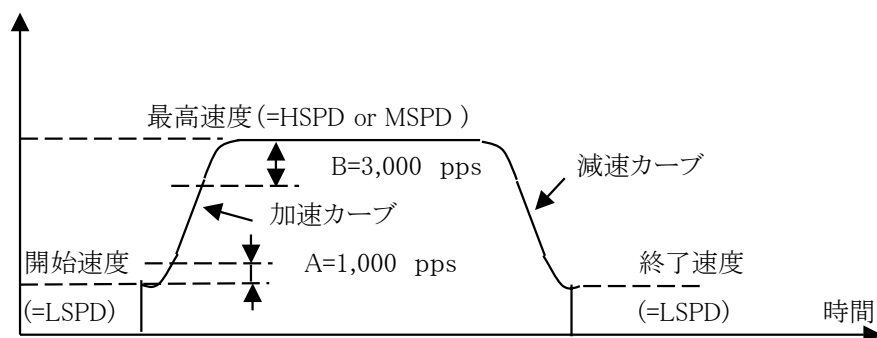 最高速度(=HSPD or MSPD )
B=3,000 pps
減速カーブ
加速カーブ
開始速度
A=1,000 pps
終了速度
(=LSPD)
(=LSPD)
時間